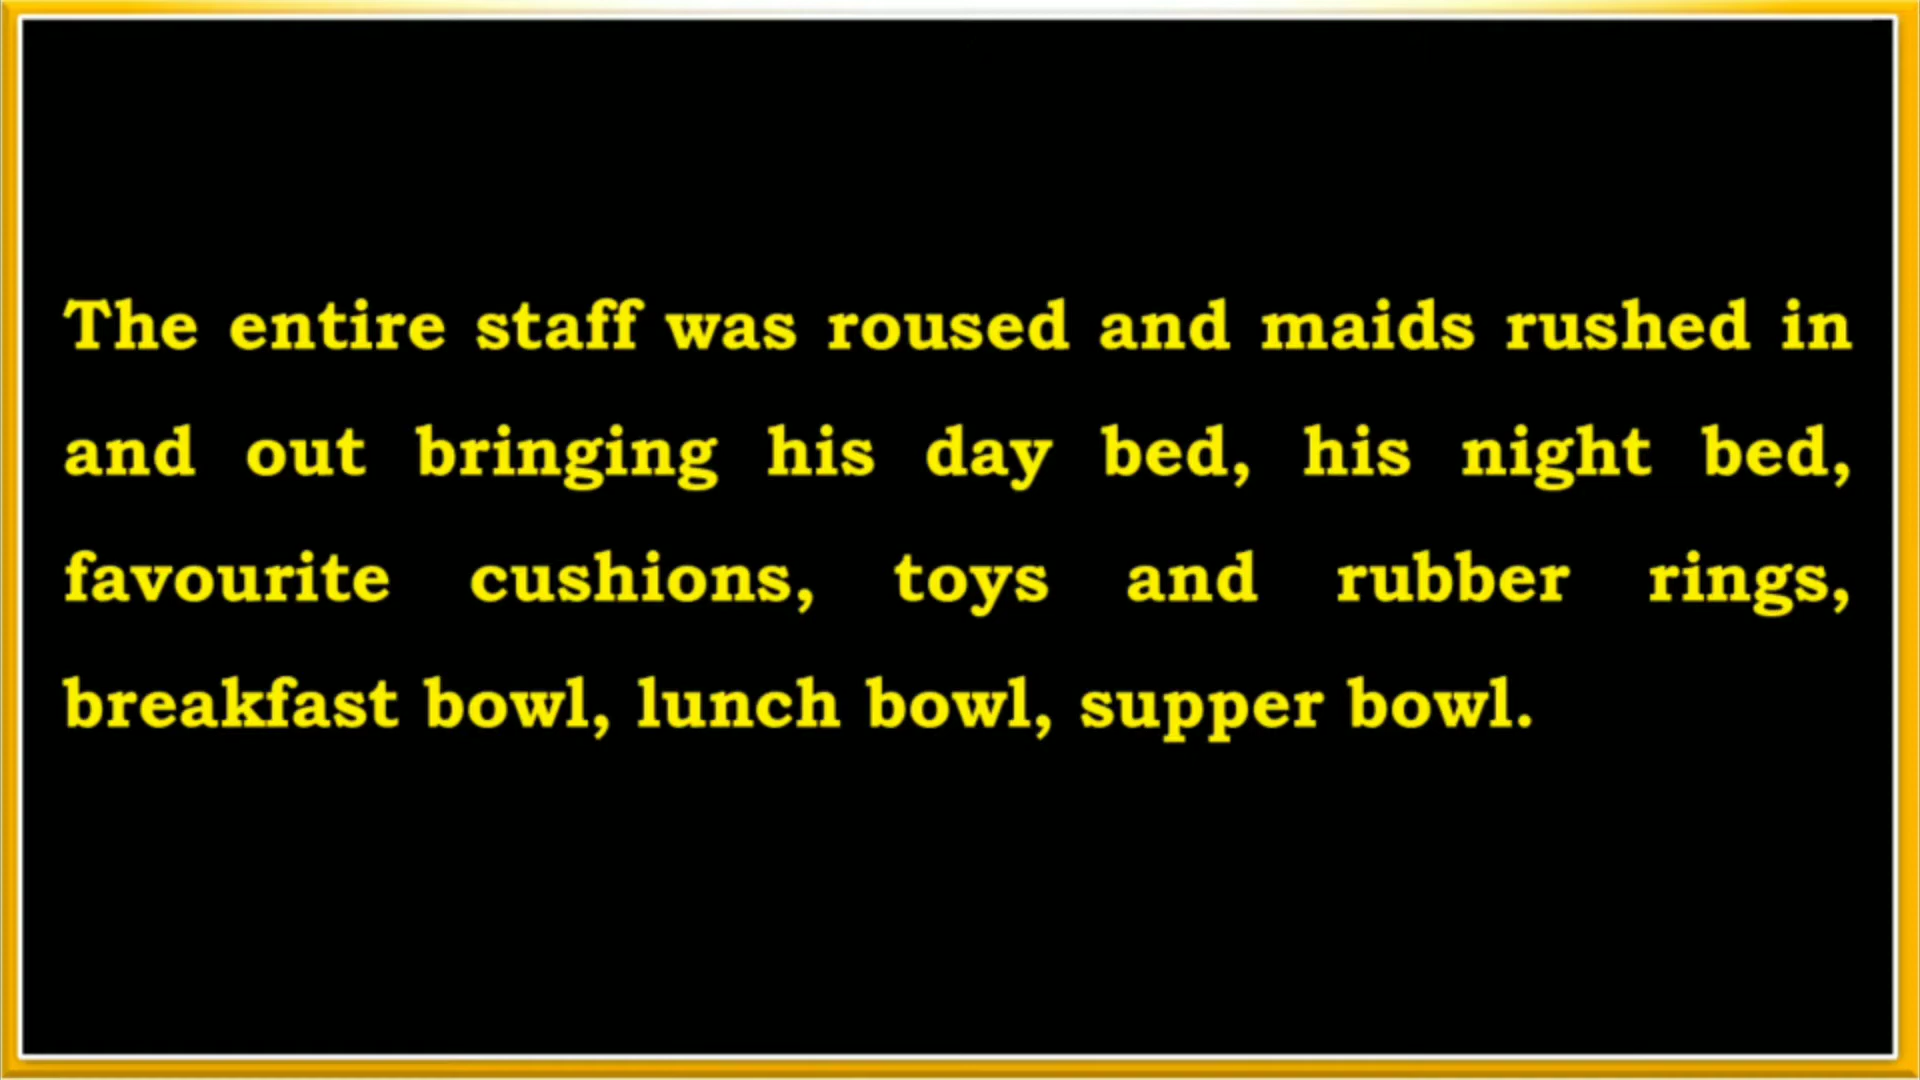 The entire staff was roused and maids rushed in
and out bringing his day bed, his night bed,
favourite cushions, toys and rubber rings,
breakfast bowl, lunch bowl, supper bowl.